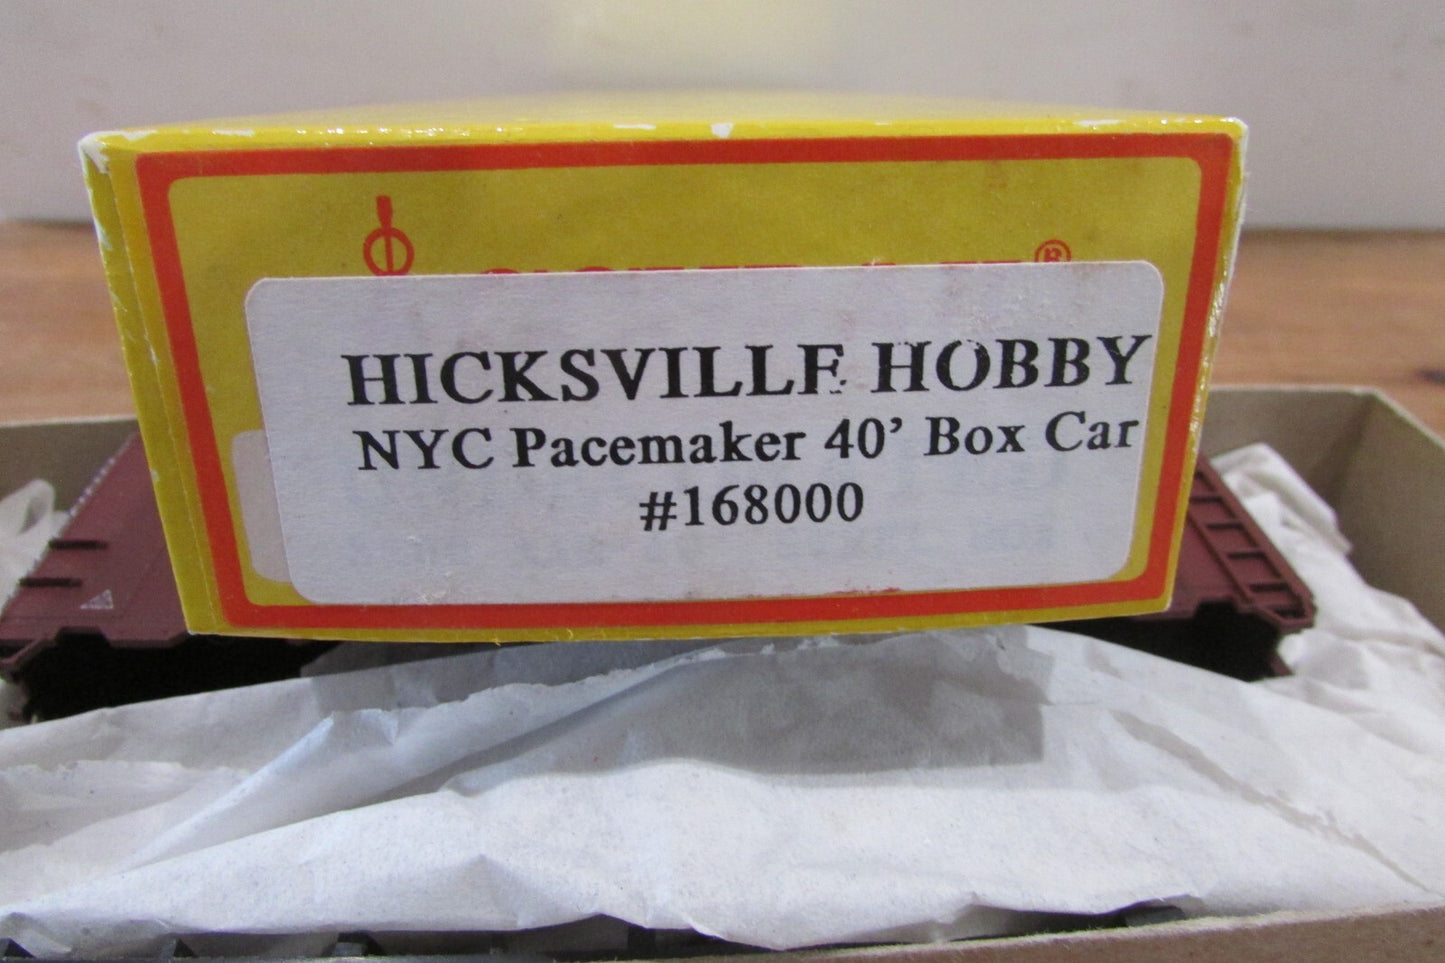 ®
HICKSVILLE HOBBY
NYC Pacemaker 40’ Box Car
#168000